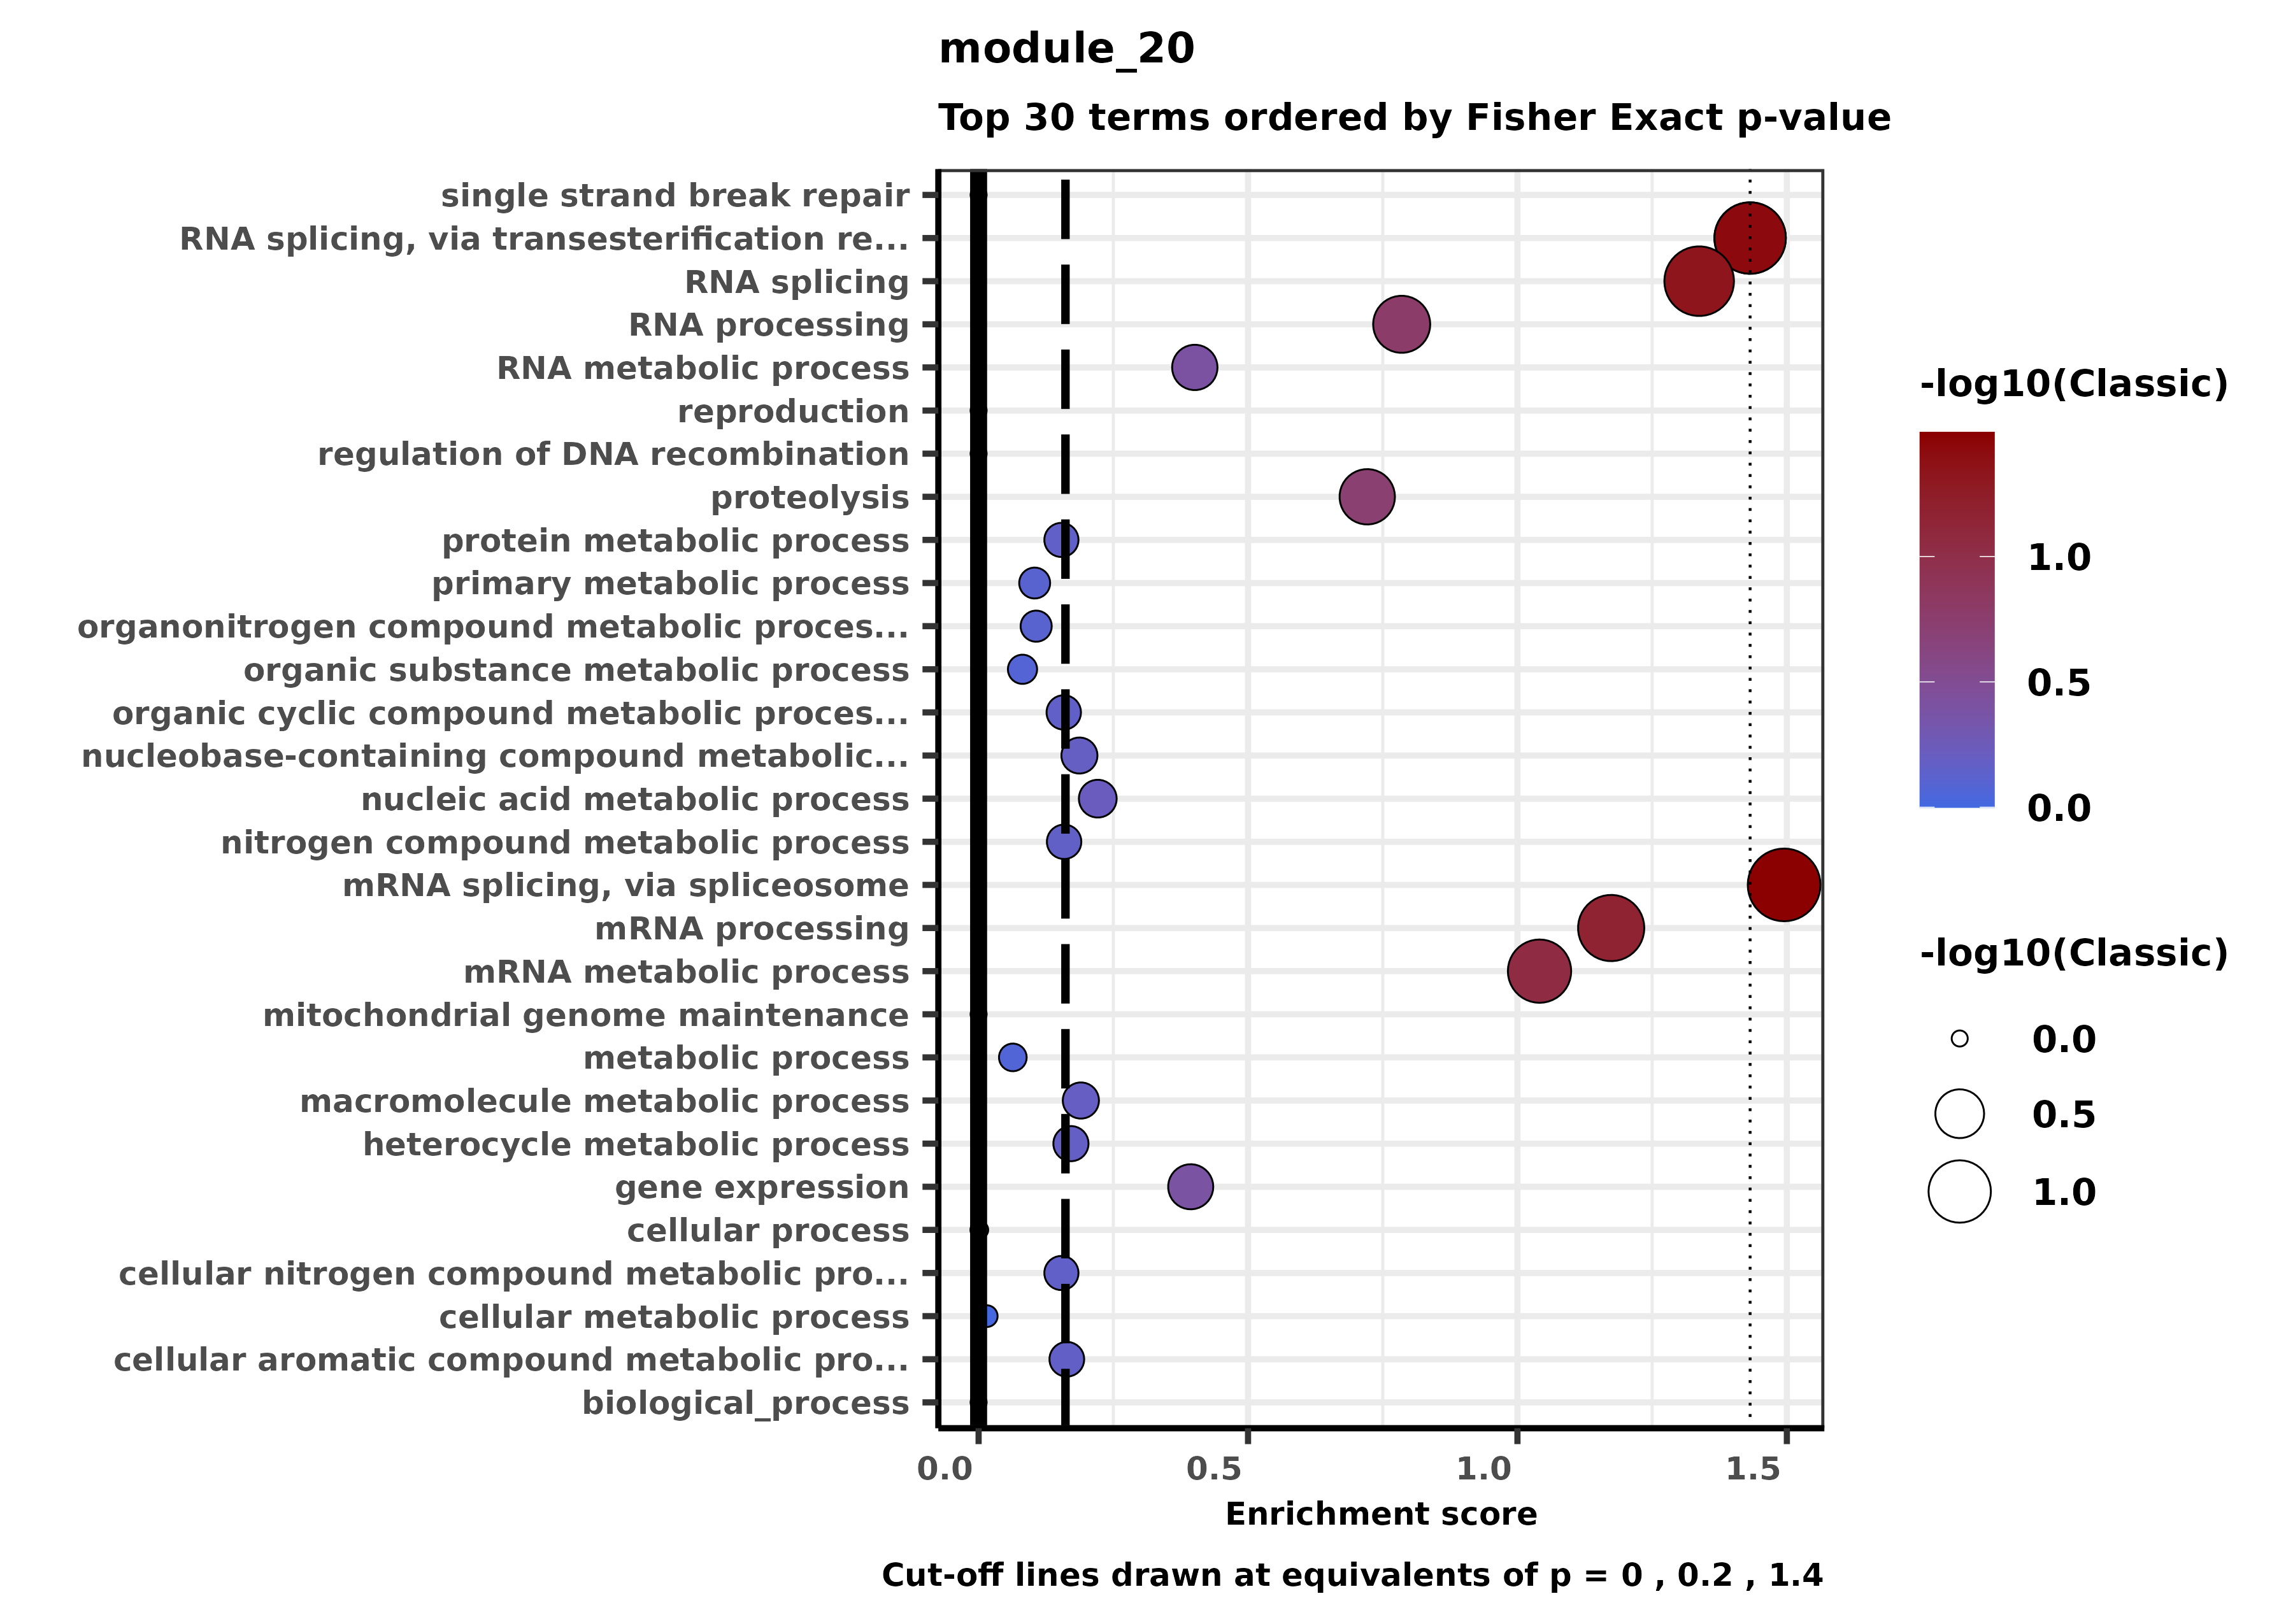 module_20
Top 30 terms ordered by Fisher Exact p-value
single strand break repair
RNA splicing, via transesterification re...
RNA splicing
RNA processing
RNA metabolic process
reproduction
regulation of DNA recombination
proteolysis
protein metabolic process
primary metabolic process
organonitrogen compound metabolic proces...
organic substance metabolic process
organic cyclic compound metabolic proces...
nucleobase-containing compound metabolic...
nucleic acid metabolic process
nitrogen compound metabolic process
mRNA splicing, via spliceosome
mRNA processing
mRNA metabolic process
mitochondrial genome maintenance
metabolic process
macromolecule metabolic process
heterocycle metabolic process
gene expression
cellular process
cellular nitrogen compound metabolic pro...
cellular metabolic process
cellular aromatic compound metabolic pro...
biological_process
0.0 0.5 1.0 1.5
Enrichment score
Cut-off lines drawn at equivalents of p = 0 , 0.2 , 1.4
-log10(Classic)
1.0
0.5
0.0
-log10(Classic)
0.0
0.5
1.0